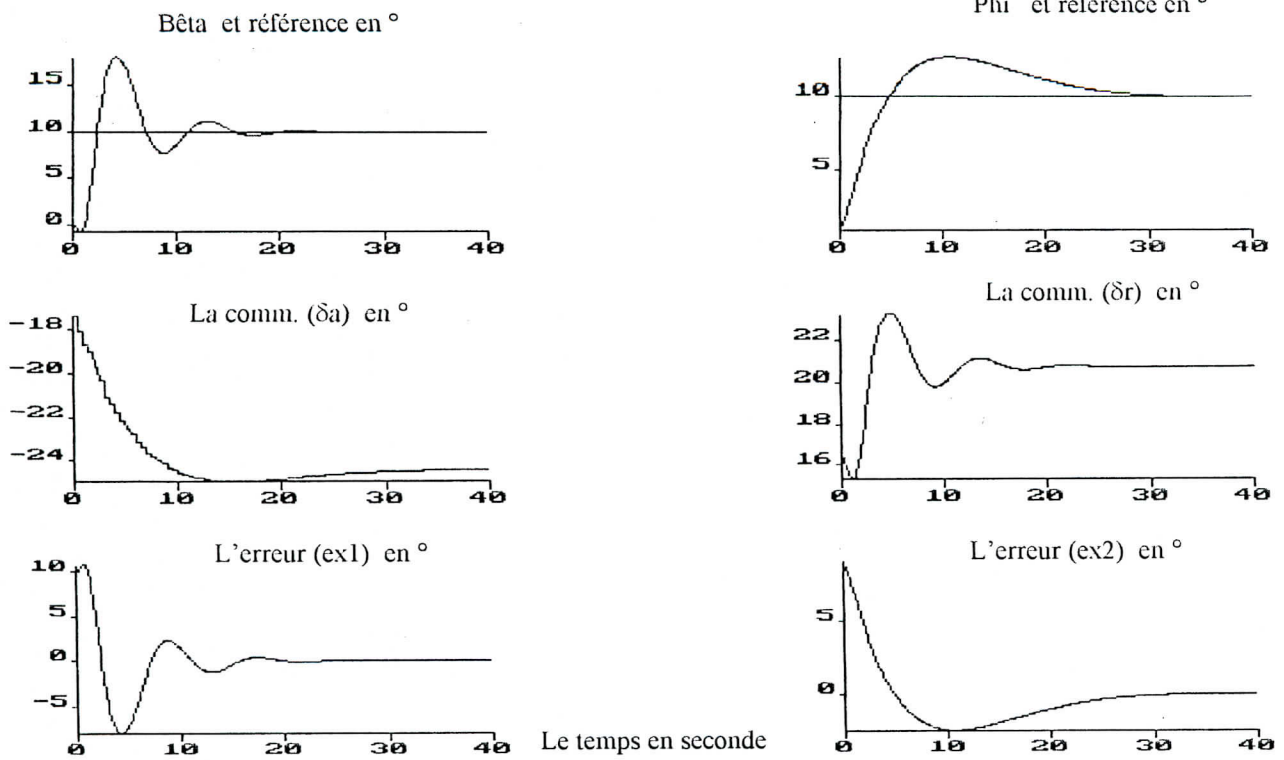 Bêta et référence en °
Phi et référence en °
15
10
5
0
0 10 20 30 40
10
5
0 10 20 30 40
La comm. (δa) en °
La comm. (δr) en °
-18
-20
-22
-24
0 10 20 30 40
22
20
18
16
0 10 20 30 40
L'erreur (ex1) en °
L'erreur (ex2) en °
10
5
0
-5
0 10 20 30 40
5
0
0 10 20 30 40
Le temps en seconde